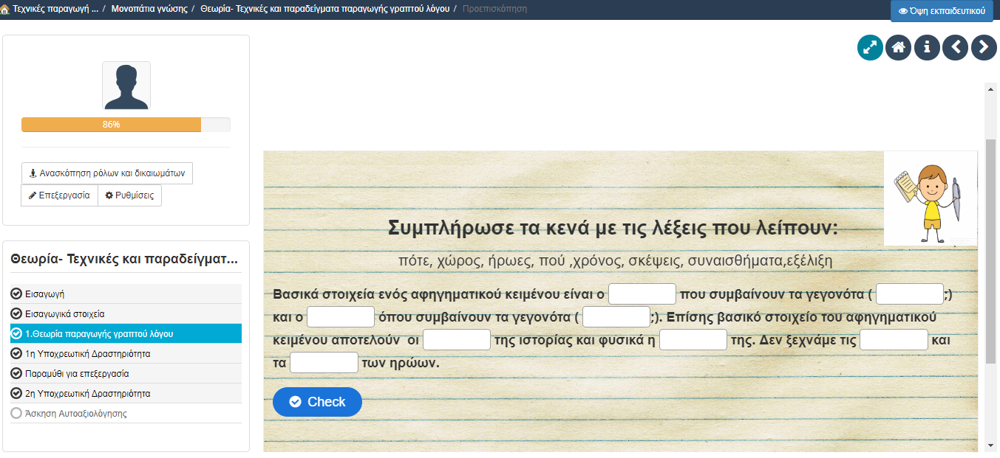 Τεχνικές παραγωγή ... / Μονοπάτια γνώσης / Θεωρία- Τεχνικές και παραδείγματα παραγωγής γραπτού λόγου / Προεπισκόπηση
Όψη εκπαιδευτικού
86%
Ανασκόπηση ρόλων και δικαιωμάτων
Επεξεργασία
Ρυθμίσεις
Θεωρία- Τεχνικές και παραδείγματ...
Εισαγωγή
Εισαγωγικά στοιχεία
1.Θεωρία παραγωγής γραπτού λόγου
1η Υποχρεωτική Δραστηριότητα
Παραμύθι για επεξεργασία
2η Υποχρεωτική Δραστηριότητα
Άσκηση Αυτοαξιολόγησης
Συμπλήρωσε τα κενά με τις λέξεις που λείπουν:
πότε, χώρος, ήρωες, πού ,χρόνος, σκέψεις, συναισθήματα,εξέλιξη
Βασικά στοιχεία ενός αφηγηματικού κειμένου είναι ο που συμβαίνουν τα γεγονότα ( ;)
και ο όπου συμβαίνουν τα γεγονότα ( ;). Επίσης βασικό στοιχείο του αφηγηματικού
κειμένου αποτελούν οι της ιστορίας και φυσικά η της. Δεν ξεχνάμε τις και
τα των ηρώων.
Check